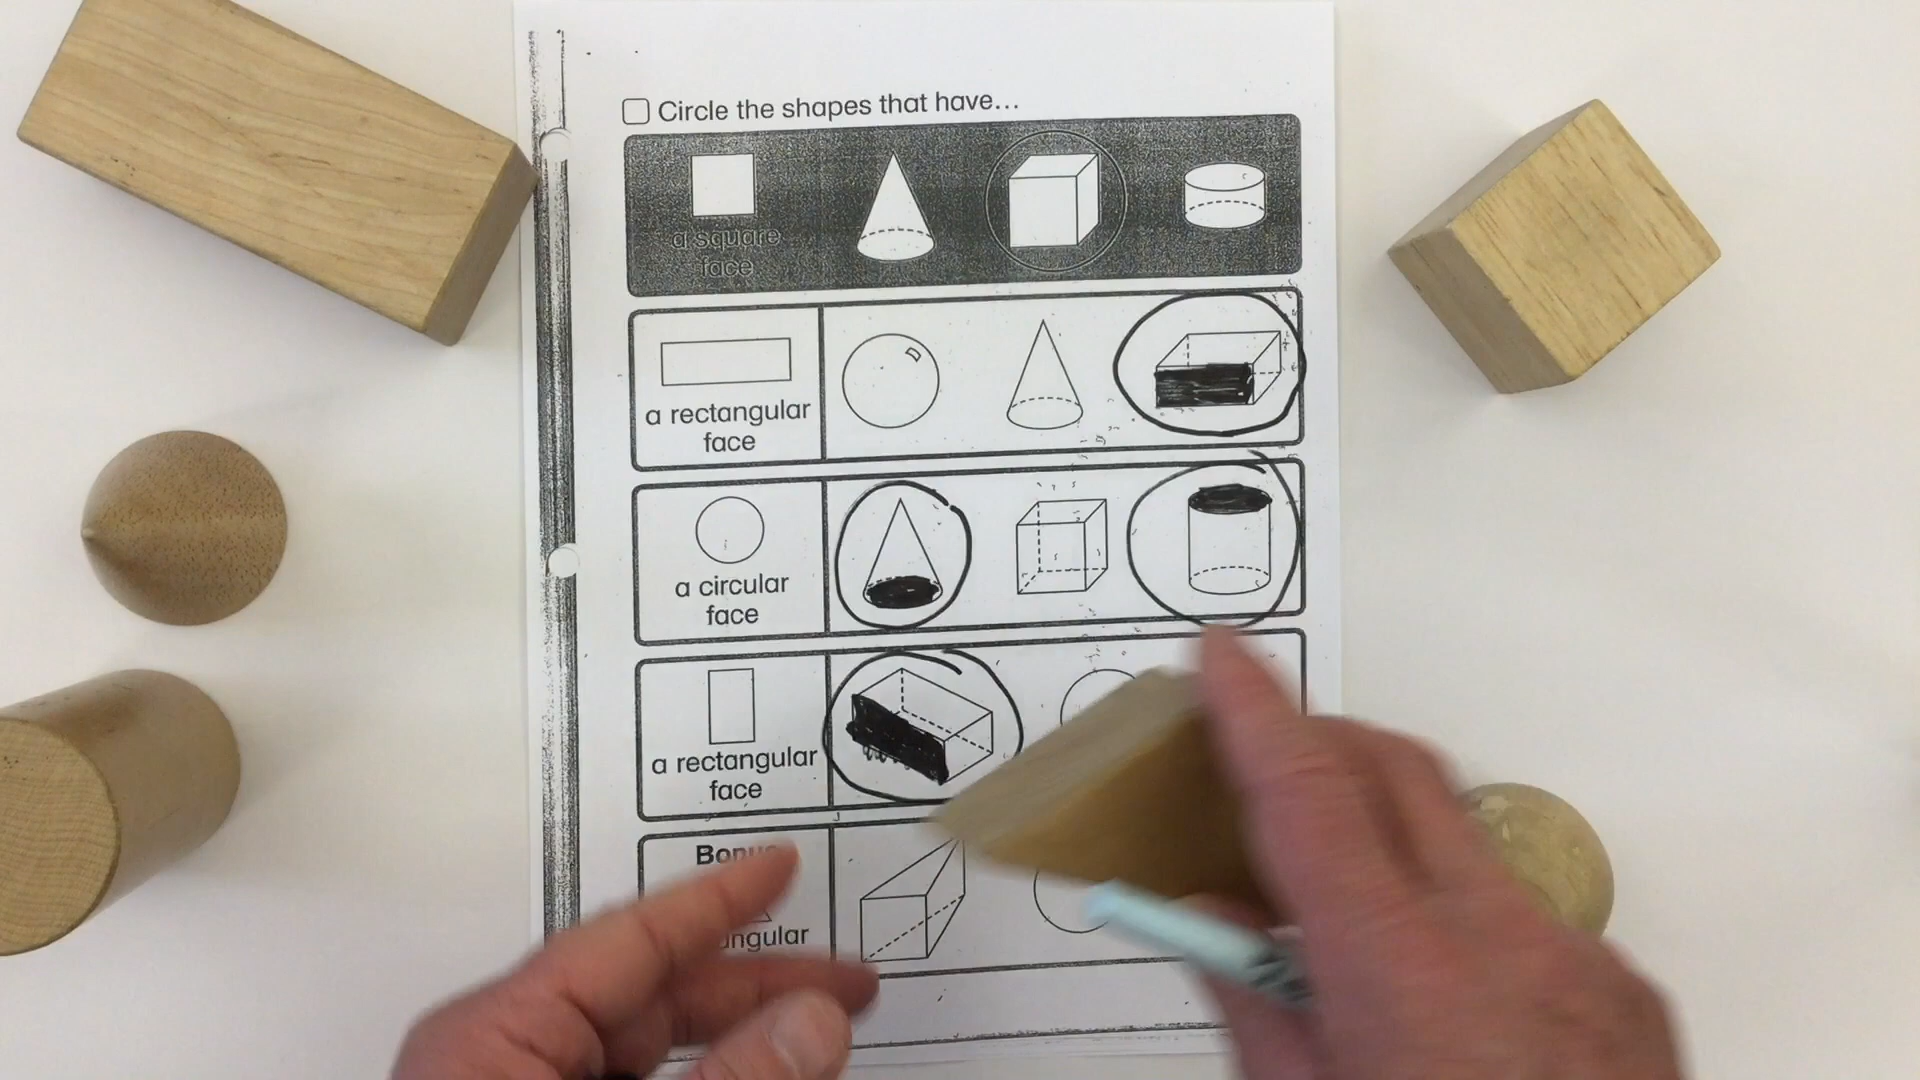 Circle the shapes that have...
a square
face
a rectangular
face
a circular
face
a rectangular
face